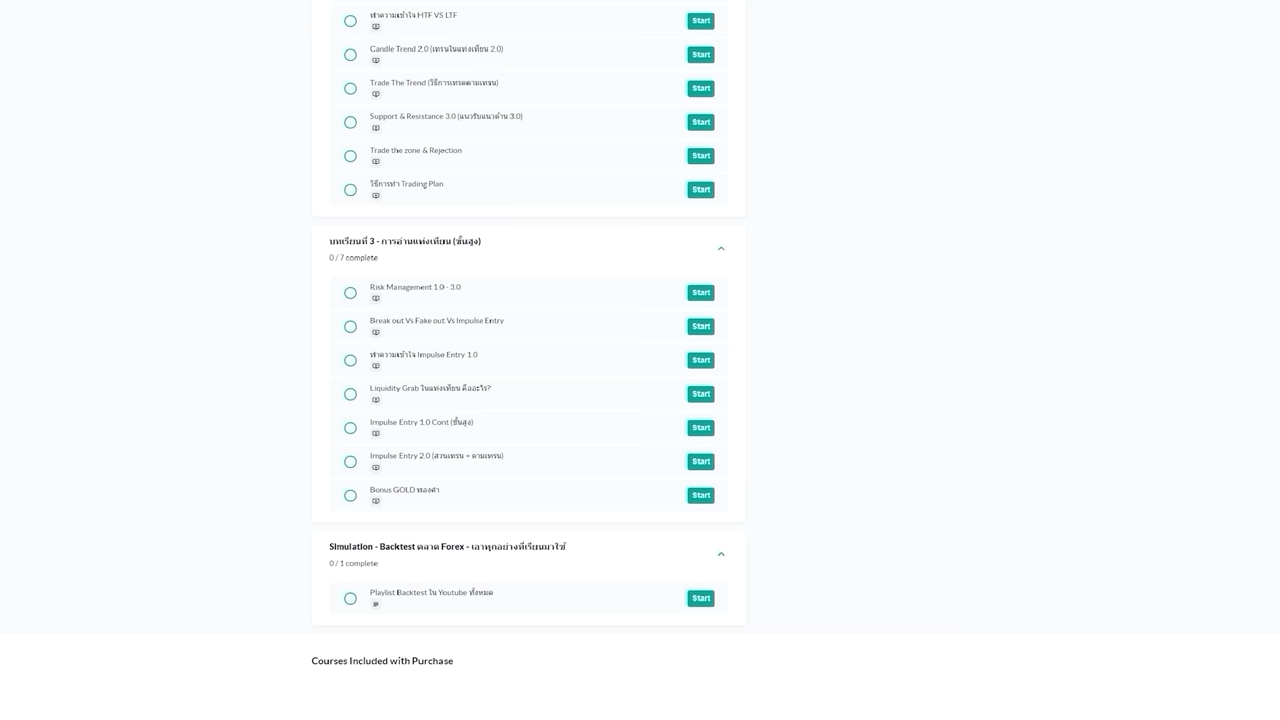 ทำความเข้าใจ HTF VS LTF
Start
Candle Trend 2.0 (เทรนในแท่งเทียน 2.0)
Start
Trade The Trend (วิธีการเทรดตามเทรน)
Start
Support & Resistance 3.0 (แนวรับแนวต้าน 3.0)
Start
Trade the zone & Rejection
Start
วิธีการทำ Trading Plan
Start
บทเรียนที่ 3 - การอ่านแท่งเทียน (ขั้นสูง)
0 / 7 complete
Risk Management 1.0 - 3.0
Start
Break out Vs Fake out Vs Impulse Entry
Start
ทำความเข้าใจ Impulse Entry 1.0
Start
Liquidity Grab ในแท่งเทียน คืออะไร?
Start
Impulse Entry 1.0 Cont (ขั้นสูง)
Start
Impulse Entry 2.0 (สวนเทรน + ตามเทรน)
Start
Bonus GOLD ทองคำ
Start
Simulation - Backtest ตลาด Forex - เอาทุกอย่างที่เรียนมาใช้
0 / 1 complete
Playlist Backtest ใน Youtube ทั้งหมด
Start
Courses Included with Purchase